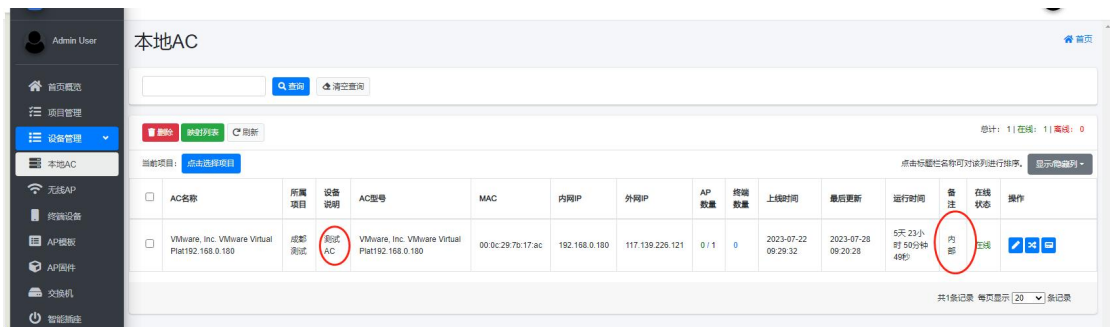 Admin User
本地AC
首页
首页概览
查询
清空查询
项目管理
设备管理
删除
映射列表
刷新
总计: 1|在线: 1|离线: 0
本地AC
当前项目:
点击选择项目
点击标题栏名称可对该列进行排序。
显示/隐藏列
无线AP
AC名称
所属
项目
设备
说明
AC型号
MAC
内网IP
外网IP
AP
数量
终端
数量
上线时间
最后更新
运行时间
备
注
在线
状态
操作
终端设备
AP模板
VMware, Inc. VMware Virtual
Plat192.168.0.180
成都
测试
测试
AC
VMware, Inc. VMware Virtual
Plat192.168.0.180
00:0c:29:7b:17:ac
192.168.0.180
117.139.226.121
0 / 1
0
2023-07-22
09:29:32
2023-07-28
09:20:28
5天 23小
时 50分钟
49秒
内
部
在线
AP固件
交换机
共1条记录 每页显示 20 条记录
智能插座